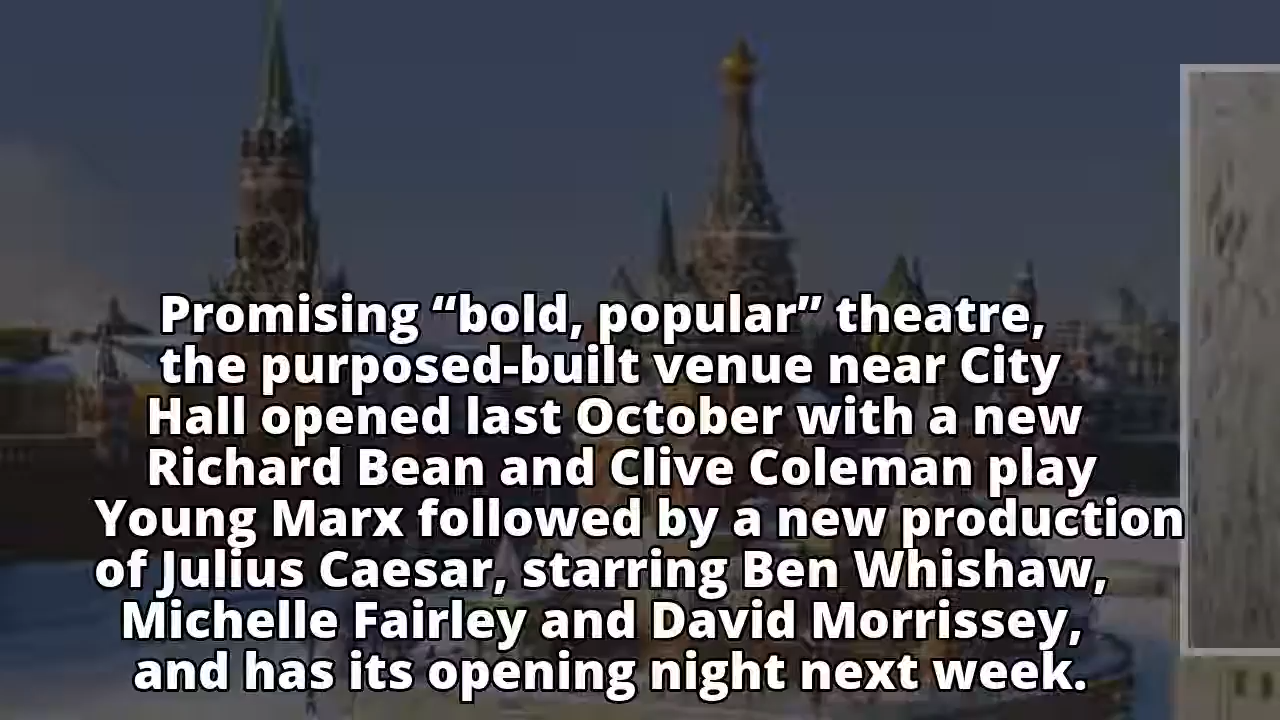 Promising “bold, popular” theatre,
the purposed-built venue near City
Hall opened last October with a new
Richard Bean and Clive Coleman play
Young Marx followed by a new production
of Julius Caesar, starring Ben Whishaw,
Michelle Fairley and David Morrissey,
and has its opening night next week.